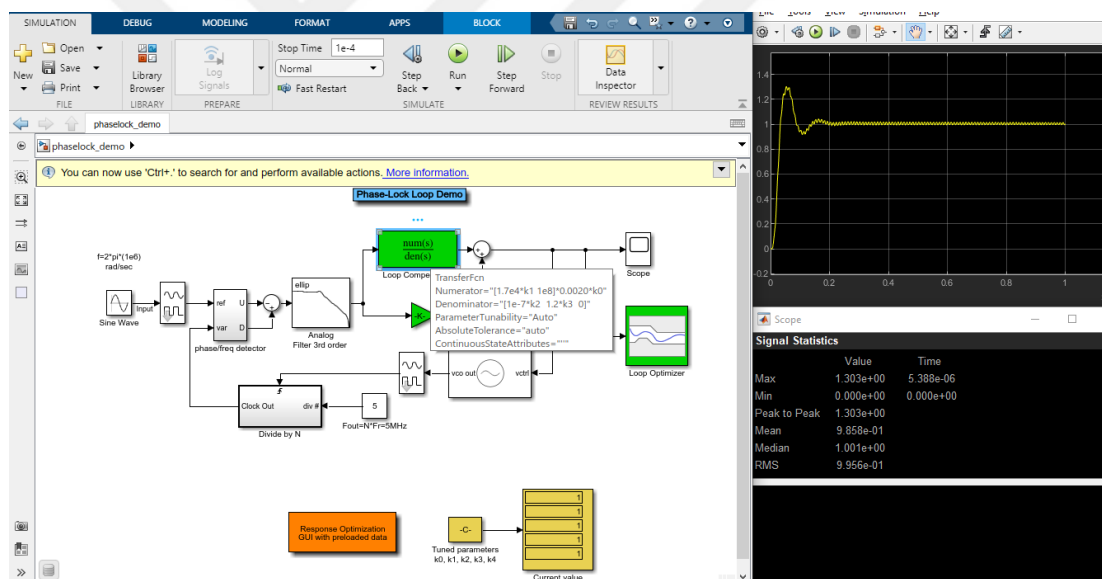 SIMULATION DEBUG MODELING FORMAT APPS BLOCK
New
Open
Save
Print
FILE
Library Browser
LIBRARY
Log Signals
PREPARE
Stop Time 1e-4
Normal
Fast Restart
Step Back
Run
Step Forward
Stop
SIMULATE
Data Inspector
REVIEW RESULTS
phaselock_demo
phaselock_demo
You can now use 'Ctrl+.' to search for and perform available actions. More information.
Phase-Lock Loop Demo
f=2*pi*(1e6)
rad/sec
Sine Wave
Input
ref U
var D
phase/freq detector
ellip
Analog
Filter 3rd order
num(s)
den(s)
Loop Compe
-K-
TransferFcn
Numerator="[1.7e4*k1 1e8]*0.0020*k0"
Denominator="[1e-7*k2 1.2*k3 0]"
ParameterTunability="Auto"
AbsoluteTolerance="auto"
ContinuousStateAttributes="''"
Scope
Loop Optimizer
vco out vctrl
Clock Out div #
Divide by N
5
Fout=N*Fr=5MHz
Response Optimization
GUI with preloaded data
-C-
Tuned parameters
k0, k1, k2, k3, k4
1
1
1
1
1
Current value
File Tools View Simulation Help
1.4
1.2
1
0.8
0.6
0.4
0.2
0
-0.2
0 0.2 0.4 0.6 0.8 1
Scope
Signal Statistics
Value Time
Max 1.303e+00 5.388e-06
Min 0.000e+00 0.000e+00
Peak to Peak 1.303e+00
Mean 9.858e-01
Median 1.001e+00
RMS 9.956e-01